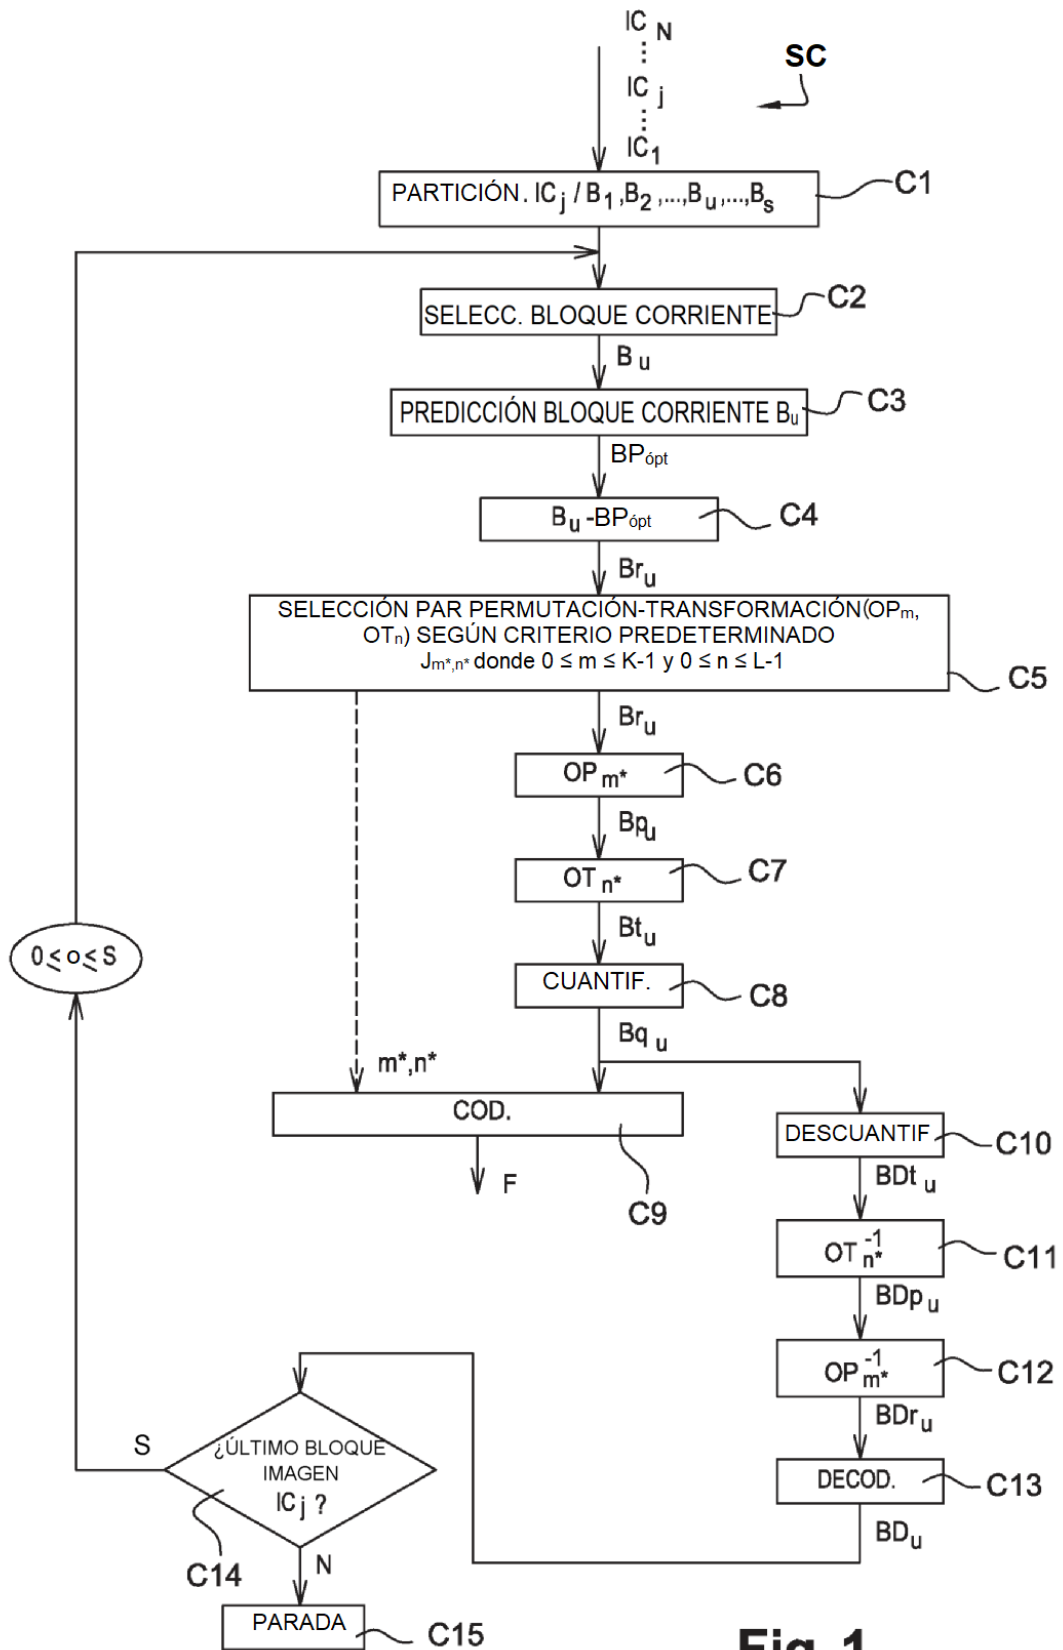 IC N
IC j
IC 1
SC
PARTICIÓN. IC j / B 1 ,B 2 ,...,B u ,...,B s
C1
SELECC. BLOQUE CORRIENTE
C2
B u
PREDICCIÓN BLOQUE CORRIENTE B u
C3
BP ópt
B u -BP ópt
C4
Br u
SELECCIÓN PAR PERMUTACIÓN-TRANSFORMACIÓN(OP m ,
OT n ) SEGÚN CRITERIO PREDETERMINADO
J m*,n* donde 0 ≤ m ≤ K-1 y 0 ≤ n ≤ L-1
C5
Br u
OP m*
C6
Bp u
OT n*
C7
Bt u
0 ≤ o ≤ S
CUANTIF.
C8
Bq u
m*,n*
COD.
C9
F
DESCUANTIF
C10
BDt u
OT n* -1
C11
BDp u
OP m* -1
C12
BDr u
DECOD.
C13
BD u
S
¿ÚLTIMO BLOQUE
IMAGEN
IC j ?
C14
N
PARADA
C15
Fig. 1